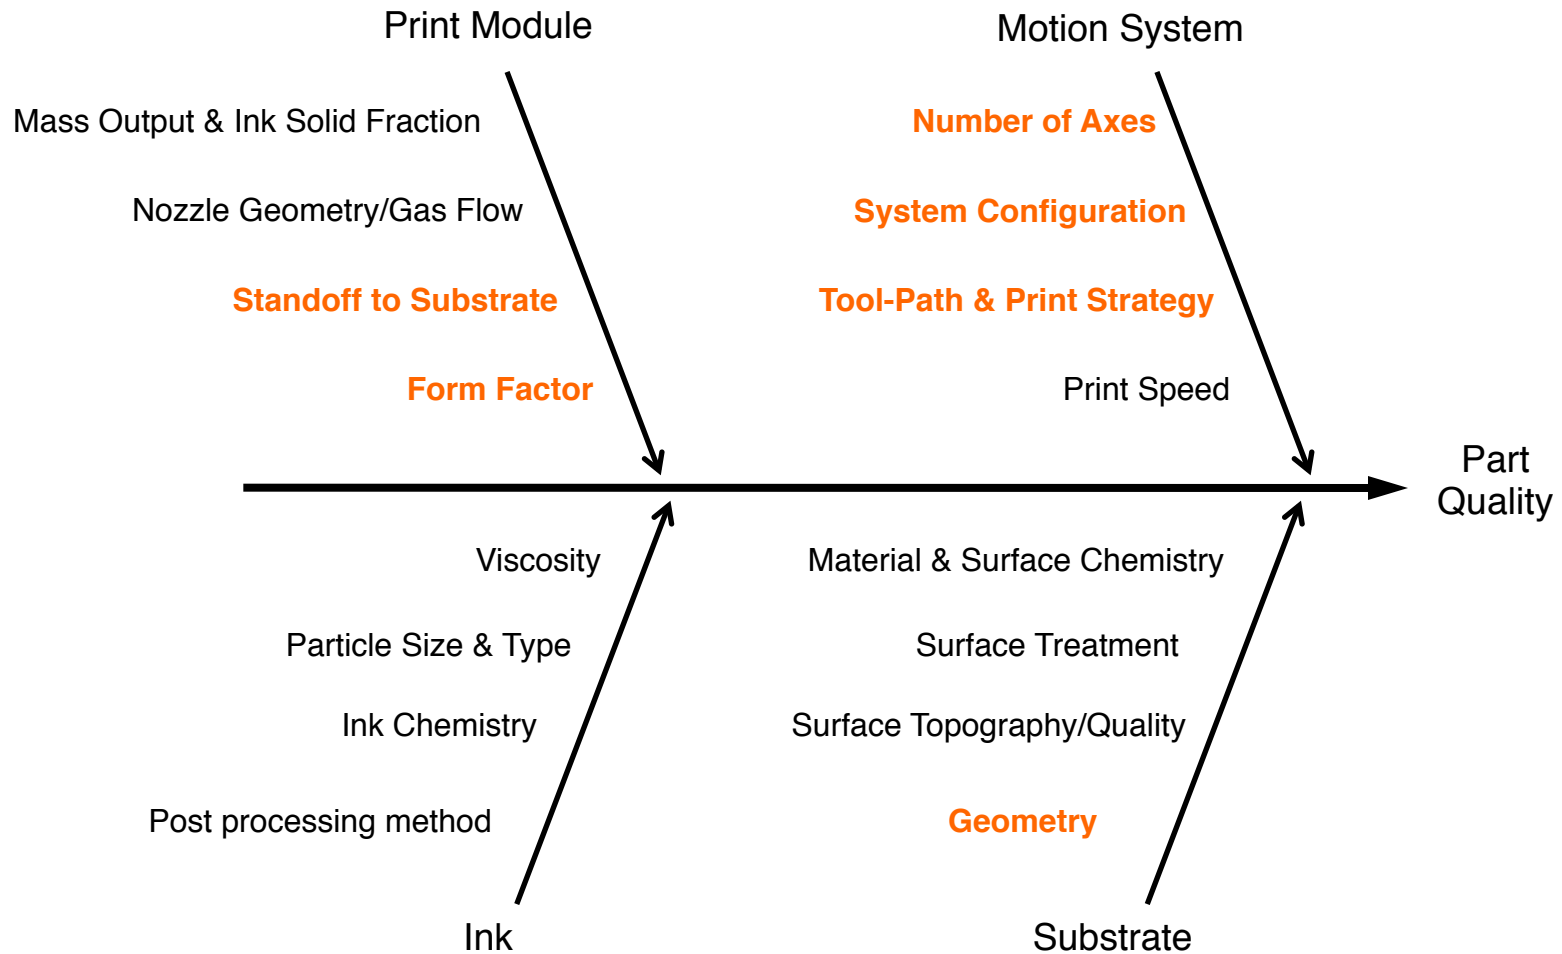 Print Module
Motion System
Mass Output & Ink Solid Fraction
Number of Axes
Nozzle Geometry/Gas Flow
System Configuration
Standoff to Substrate
Tool-Path & Print Strategy
Form Factor
Print Speed
Part
Quality
Viscosity
Material & Surface Chemistry
Particle Size & Type
Surface Treatment
Ink Chemistry
Surface Topography/Quality
Post processing method
Geometry
Ink
Substrate